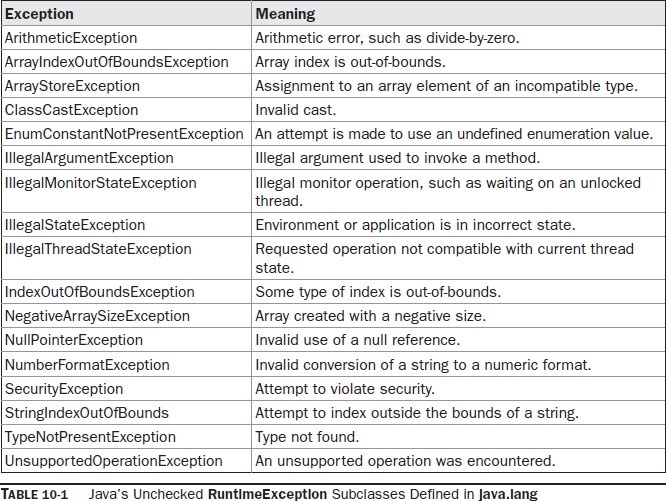 Exception Meaning
ArithmeticException Arithmetic error, such as divide-by-zero.
ArrayIndexOutOfBoundsException Array index is out-of-bounds.
ArrayStoreException Assignment to an array element of an incompatible type.
ClassCastException Invalid cast.
EnumConstantNotPresentException An attempt is made to use an undefined enumeration value.
IllegalArgumentException Illegal argument used to invoke a method.
IllegalMonitorStateException Illegal monitor operation, such as waiting on an unlocked
thread.
IllegalStateException Environment or application is in incorrect state.
IllegalThreadStateException Requested operation not compatible with current thread
state.
IndexOutOfBoundsException Some type of index is out-of-bounds.
NegativeArraySizeException Array created with a negative size.
NullPointerException Invalid use of a null reference.
NumberFormatException Invalid conversion of a string to a numeric format.
SecurityException Attempt to violate security.
StringIndexOutOfBounds Attempt to index outside the bounds of a string.
TypeNotPresentException Type not found.
UnsupportedOperationException An unsupported operation was encountered.
TABLE 10-1 Java's Unchecked RuntimeException Subclasses Defined in java.lang